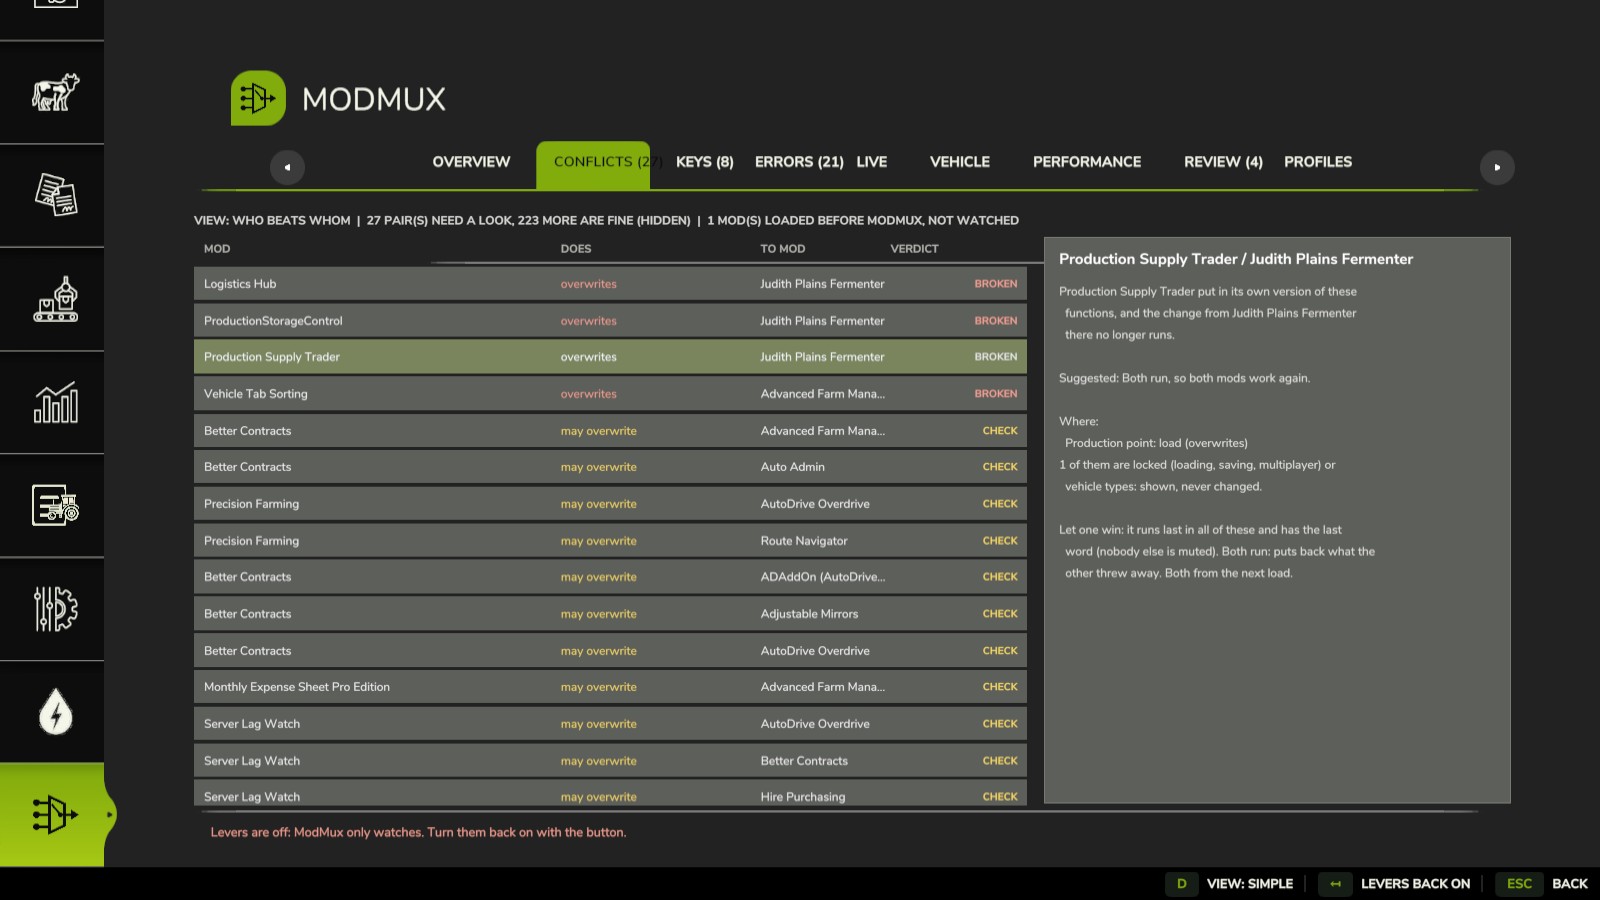 MODMUX
OVERVIEW CONFLICTS (27) KEYS (8) ERRORS (21) LIVE VEHICLE PERFORMANCE REVIEW (4) PROFILES
VIEW: WHO BEATS WHOM | 27 PAIR(S) NEED A LOOK, 223 MORE ARE FINE (HIDDEN) | 1 MOD(S) LOADED BEFORE MODMUX, NOT WATCHED
MOD DOES TO MOD VERDICT
Logistics Hub overwrites Judith Plains Fermenter BROKEN
ProductionStorageControl overwrites Judith Plains Fermenter BROKEN
Production Supply Trader overwrites Judith Plains Fermenter BROKEN
Vehicle Tab Sorting overwrites Advanced Farm Mana... BROKEN
Better Contracts may overwrite Advanced Farm Mana... CHECK
Better Contracts may overwrite Auto Admin CHECK
Precision Farming may overwrite AutoDrive Overdrive CHECK
Precision Farming may overwrite Route Navigator CHECK
Better Contracts may overwrite ADAddOn (AutoDrive... CHECK
Better Contracts may overwrite Adjustable Mirrors CHECK
Better Contracts may overwrite AutoDrive Overdrive CHECK
Monthly Expense Sheet Pro Edition may overwrite Advanced Farm Mana... CHECK
Server Lag Watch may overwrite AutoDrive Overdrive CHECK
Server Lag Watch may overwrite Better Contracts CHECK
Server Lag Watch may overwrite Hire Purchasing CHECK
Production Supply Trader / Judith Plains Fermenter
Production Supply Trader put in its own version of these
functions, and the change from Judith Plains Fermenter
there no longer runs.
Suggested: Both run, so both mods work again.
Where:
Production point: load (overwrites)
1 of them are locked (loading, saving, multiplayer) or
vehicle types: shown, never changed.
Let one win: it runs last in all of these and has the last
word (nobody else is muted). Both run: puts back what the
other threw away. Both from the next load.
Levers are off: ModMux only watches. Turn them back on with the button.
D VIEW: SIMPLE ↔ LEVERS BACK ON ESC BACK